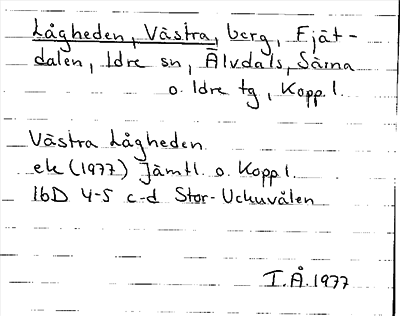 Lågheden, Västra, berg, Fjät-
dalen, Idre sn, Älvdals, Särna
o. Idre tg, Kopp l.
Västra Lågheden
ek (1977) Jämtl. o. Kopp l.
16D 4-5 c-d Stor-Uckuvålen
I.Å. 1977